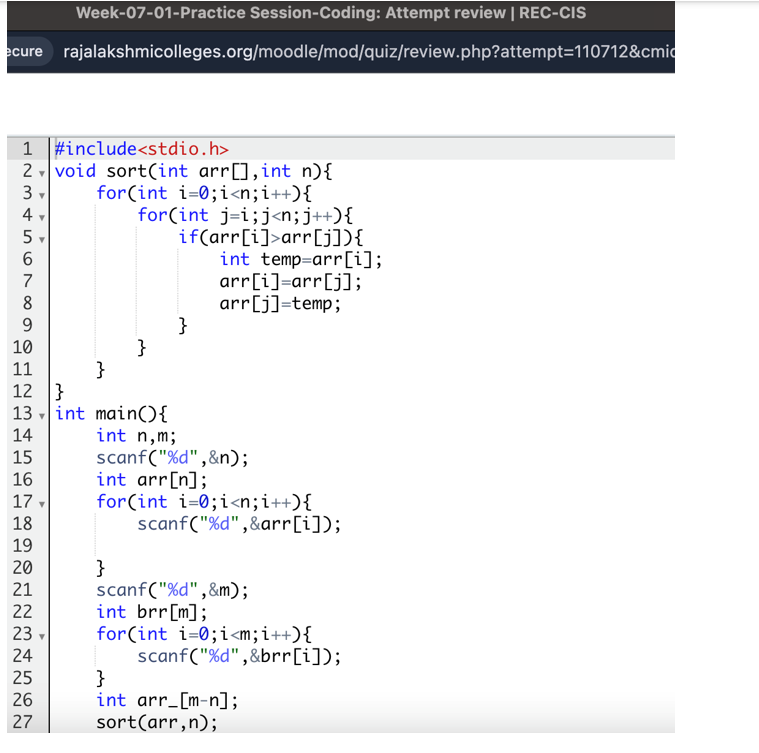 Week-07-01-Practice Session-Coding: Attempt review | REC-CIS
ecure rajalakshmicolleges.org/moodle/mod/quiz/review.php?attempt=110712&cmic
1 #include<stdio.h>
2 void sort(int arr[],int n){
3     for(int i=0;i<n;i++){
4         for(int j=i;j<n;j++){
5             if(arr[i]>arr[j]){
6                 int temp=arr[i];
7                 arr[i]=arr[j];
8                 arr[j]=temp;
9             }
10         }
11     }
12 }
13 int main(){
14     int n,m;
15     scanf("%d",&n);
16     int arr[n];
17     for(int i=0;i<n;i++){
18         scanf("%d",&arr[i]);
19
20     }
21     scanf("%d",&m);
22     int brr[m];
23     for(int i=0;i<m;i++){
24         scanf("%d",&brr[i]);
25     }
26     int arr_[m-n];
27     sort(arr,n);